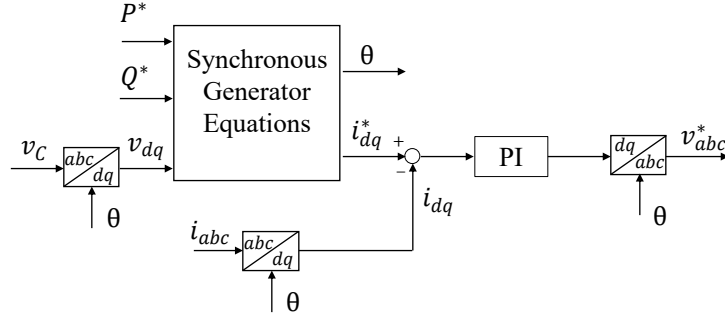 P*
Q*
Synchronous
Generator
Equations
θ
v_C
abc
dq
v_dq
θ
i*_dq
+
−
PI
dq
abc
v*_abc
θ
i_dq
i_abc
abc
dq
θ